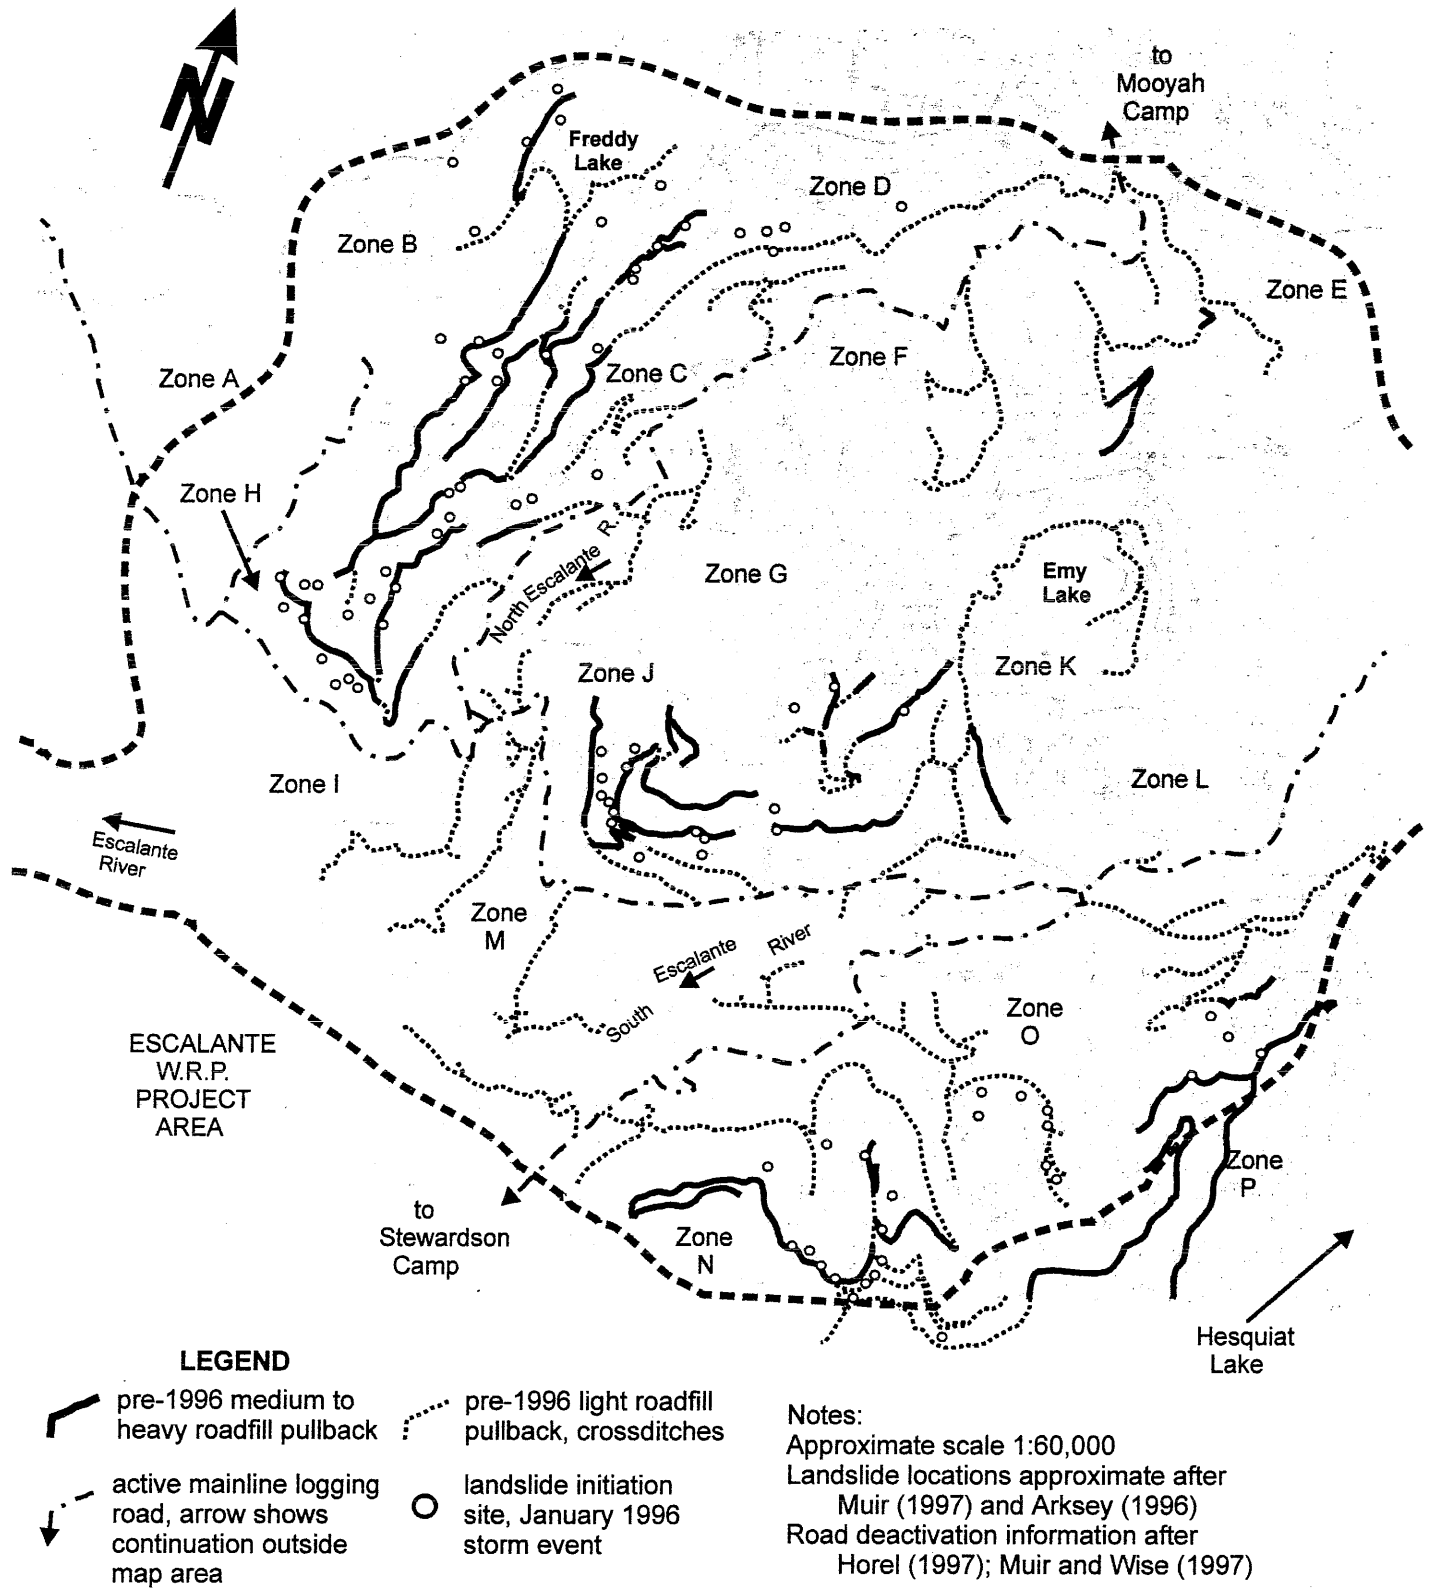 N
to
Mooyah
Camp
Freddy
Lake
Zone D
Zone B
Zone E
Zone F
Zone A
Zone C
Zone H
North Escalante R.
Zone G
Emy
Lake
Zone J
Zone K
Zone I
Zone L
Escalante
River
Zone
M
South Escalante River
Zone
O
ESCALANTE
W.R.P.
PROJECT
AREA
Zone
P
to
Stewardson
Camp
Zone
N
Hesquiat
Lake
LEGEND
pre-1996 medium to
heavy roadfill pullback
pre-1996 light roadfill
pullback, crossditches
active mainline logging
road, arrow shows
continuation outside
map area
landslide initiation
site, January 1996
storm event
Notes:
Approximate scale 1:60,000
Landslide locations approximate after
Muir (1997) and Arksey (1996)
Road deactivation information after
Horel (1997); Muir and Wise (1997)